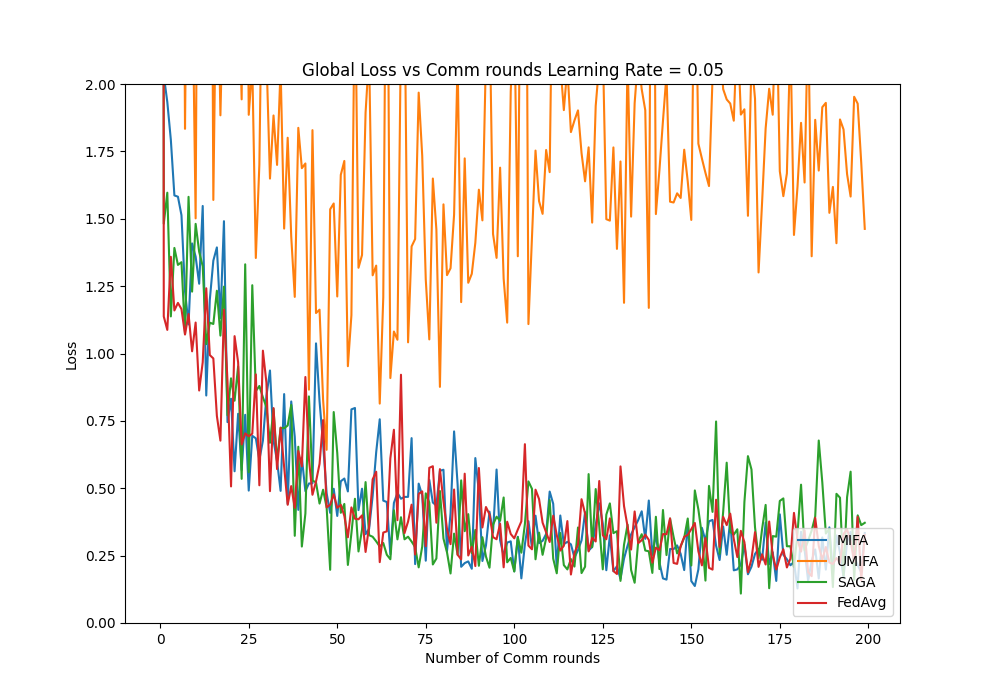 Global Loss vs Comm rounds Learning Rate = 0.05
2.00
1.75
1.50
1.25
1.00
0.75
0.50
0.25
0.00
Loss
0 25 50 75 100 125 150 175 200
Number of Comm rounds
MIFA
UMIFA
SAGA
FedAvg